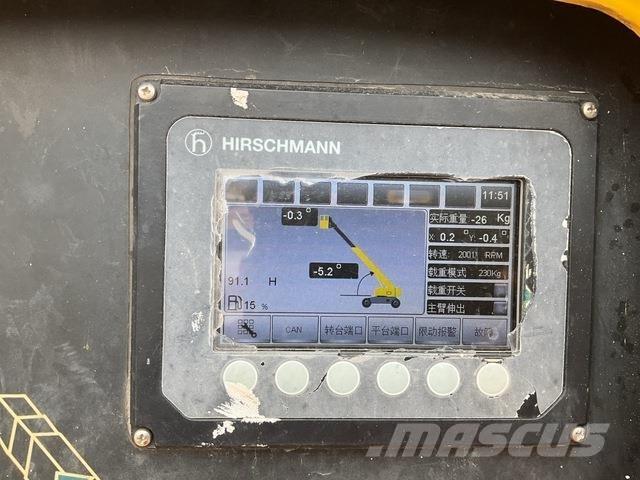 h HIRSCHMANN
11:51
-0.3°
实际重量: -26 Kg
X: 0.2° Y: -0.4°
-5.2°
转速: 2001 RPM
载重模式: 230Kg
91.1 H
载重开关
15 %
主臂伸出
CAN 转台端口 平台端口 限动报警 故障
MASCUS